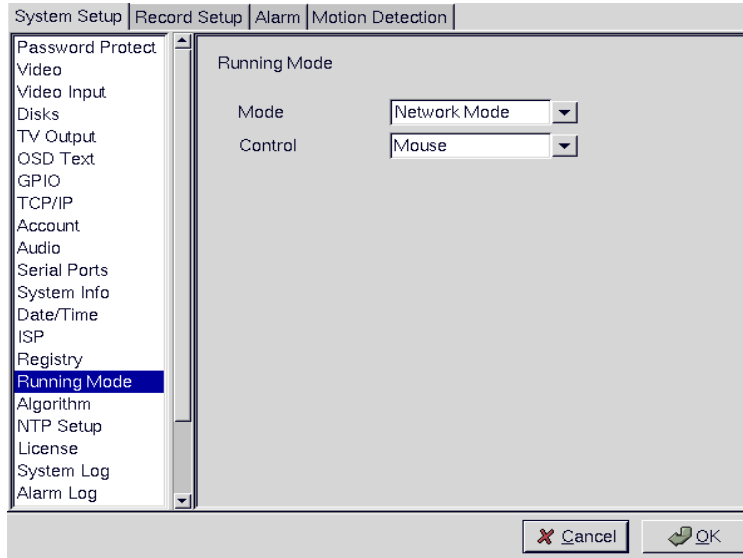 System Setup Record Setup Alarm Motion Detection
Password Protect
Video
Video Input
Disks
TV Output
OSD Text
GPIO
TCP/IP
Account
Audio
Serial Ports
System Info
Date/Time
ISP
Registry
Running Mode
Algorithm
NTP Setup
License
System Log
Alarm Log
Running Mode
Mode Network Mode
Control Mouse
Cancel OK